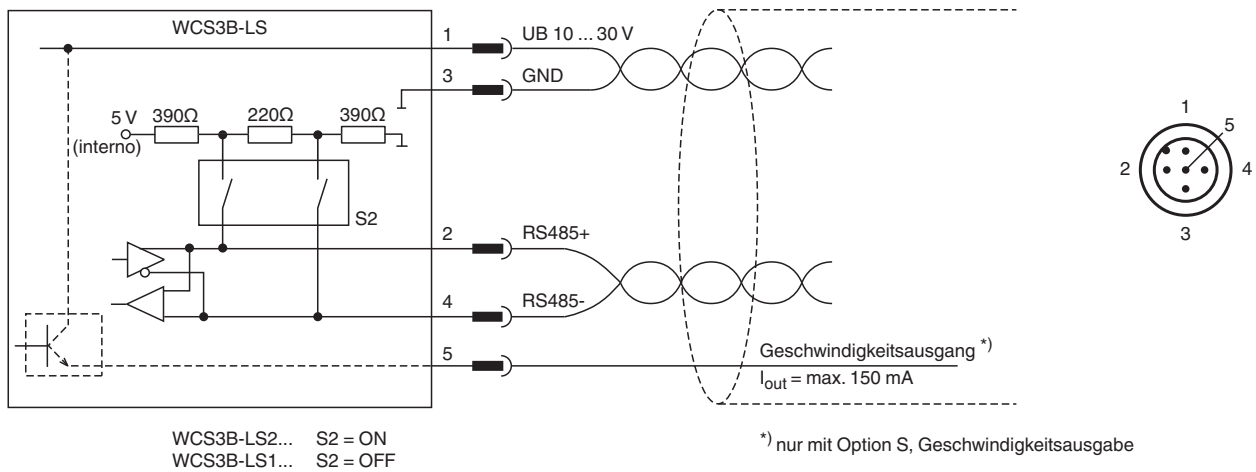 WCS3B-LS
1
UB 10 ... 30 V
3
GND
5 V
(interno)
390Ω
220Ω
390Ω
S2
2
RS485+
4
RS485-
5
Geschwindigkeitsausgang *)
Iout = max. 150 mA
1
5
2
4
3
WCS3B-LS2... S2 = ON
WCS3B-LS1... S2 = OFF
*) nur mit Option S, Geschwindigkeitsausgabe